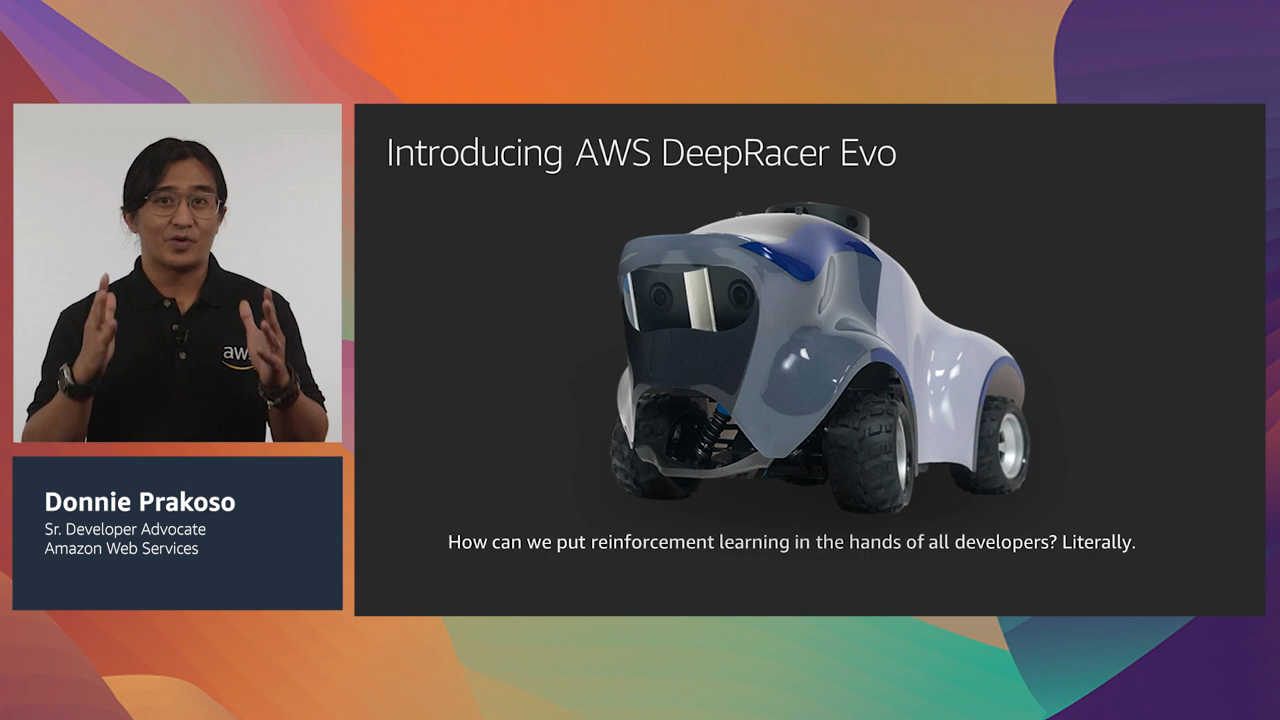 Introducing AWS DeepRacer Evo
aws
Donnie Prakoso
Sr. Developer Advocate
Amazon Web Services
How can we put reinforcement learning in the hands of all developers? Literally.